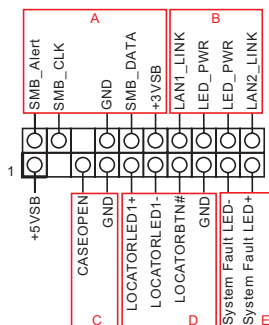 A
B
SMB_Alert
SMB_CLK
GND
SMB_DATA
+3VSB
LAN1_LINK
LED_PWR
LED_PWR
LAN2_LINK
1
+5VSB
CASEOPEN
GND
LOCATORLED1+
LOCATORLED1-
LOCATORBTN#
GND
System Fault LED-
System Fault LED+
C
D
E